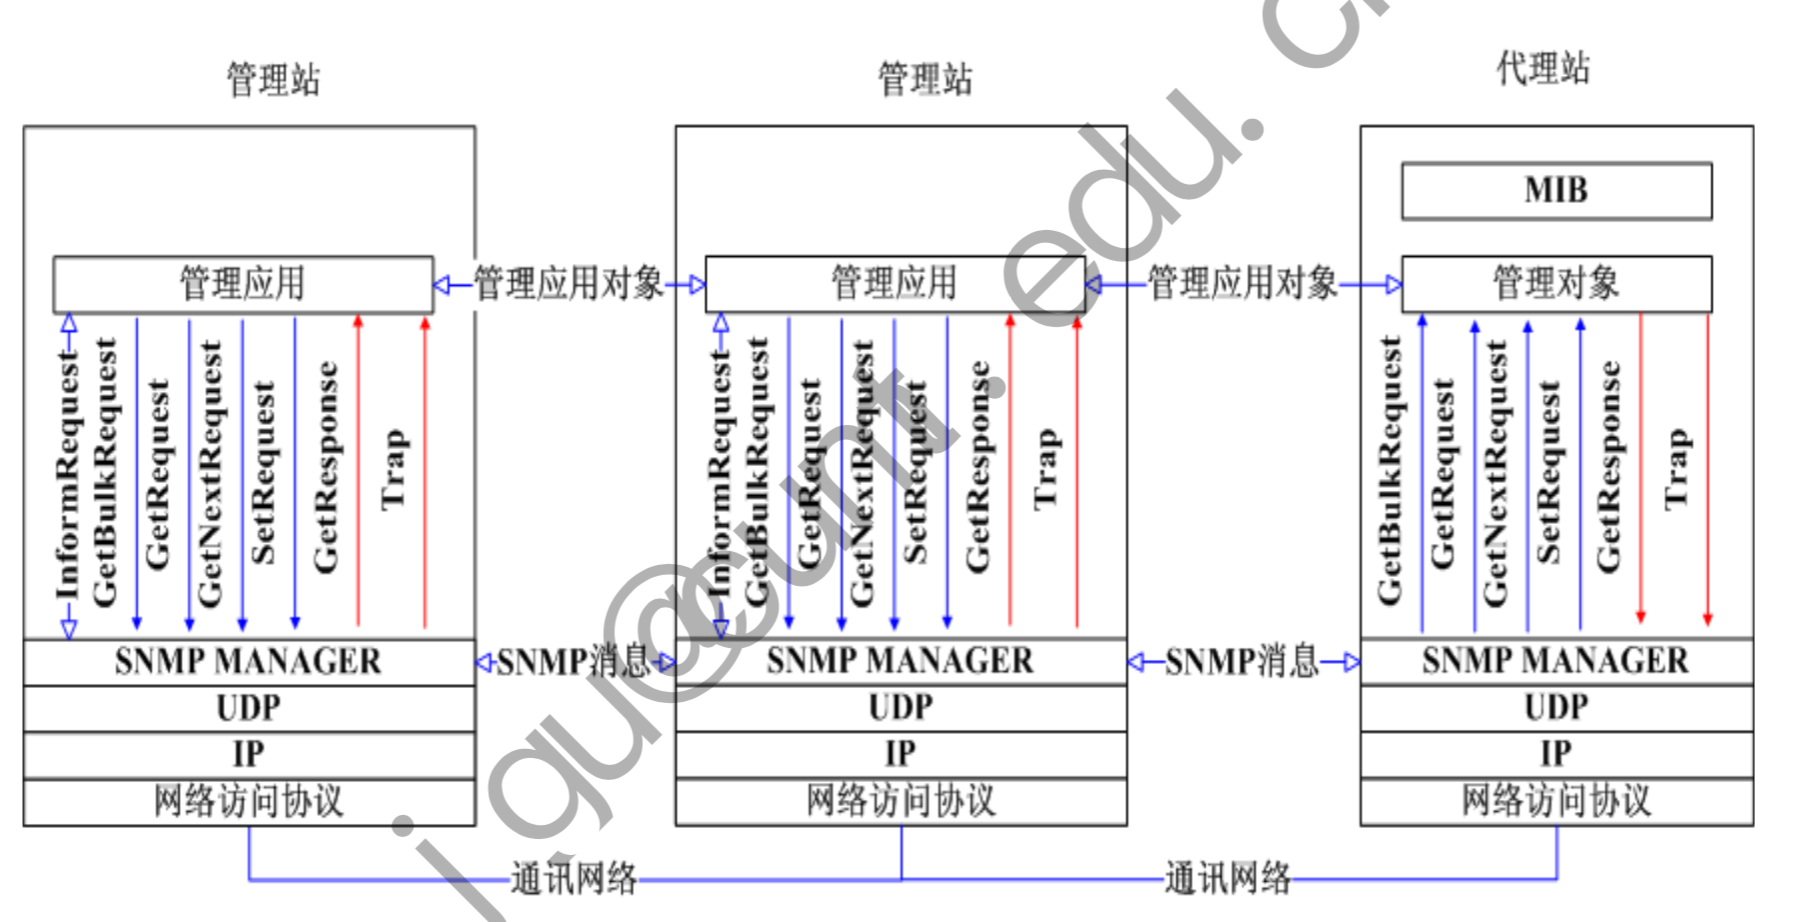 管理站
管理站
代理站
MIB
管理应用
管理应用对象
管理应用
管理应用对象
管理对象
InformRequest
GetBulkRequest
GetRequest
GetNextRequest
SetRequest
GetResponse
Trap
InformRequest
GetBulkRequest
GetRequest
GetNextRequest
SetRequest
GetResponse
Trap
GetBulkRequest
GetRequest
GetNextRequest
SetRequest
GetResponse
Trap
SNMP MANAGER
SNMP消息
SNMP MANAGER
SNMP消息
SNMP MANAGER
UDP
UDP
UDP
IP
IP
IP
网络访问协议
网络访问协议
网络访问协议
通讯网络
通讯网络